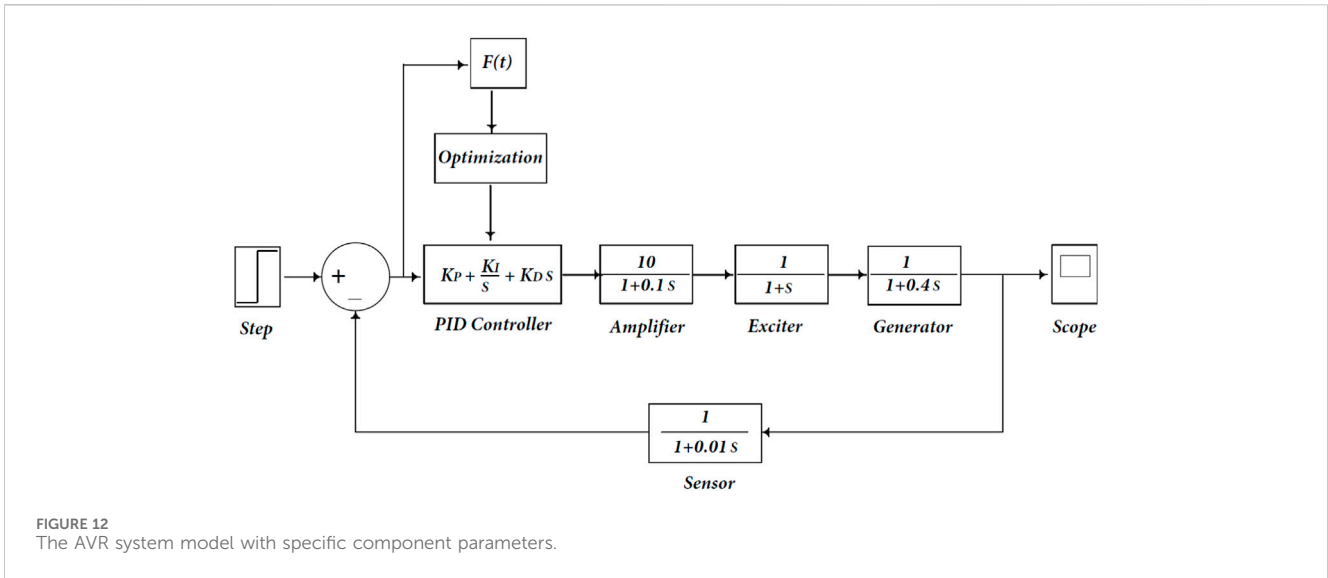 F(t)
Optimization
+
−
KP + KI/S + KD S
10
1+0.1 S
1
1+S
1
1+0.4 S
Step
PID Controller
Amplifier
Exciter
Generator
Scope
1
1+0.01 S
Sensor
FIGURE 12
The AVR system model with specific component parameters.